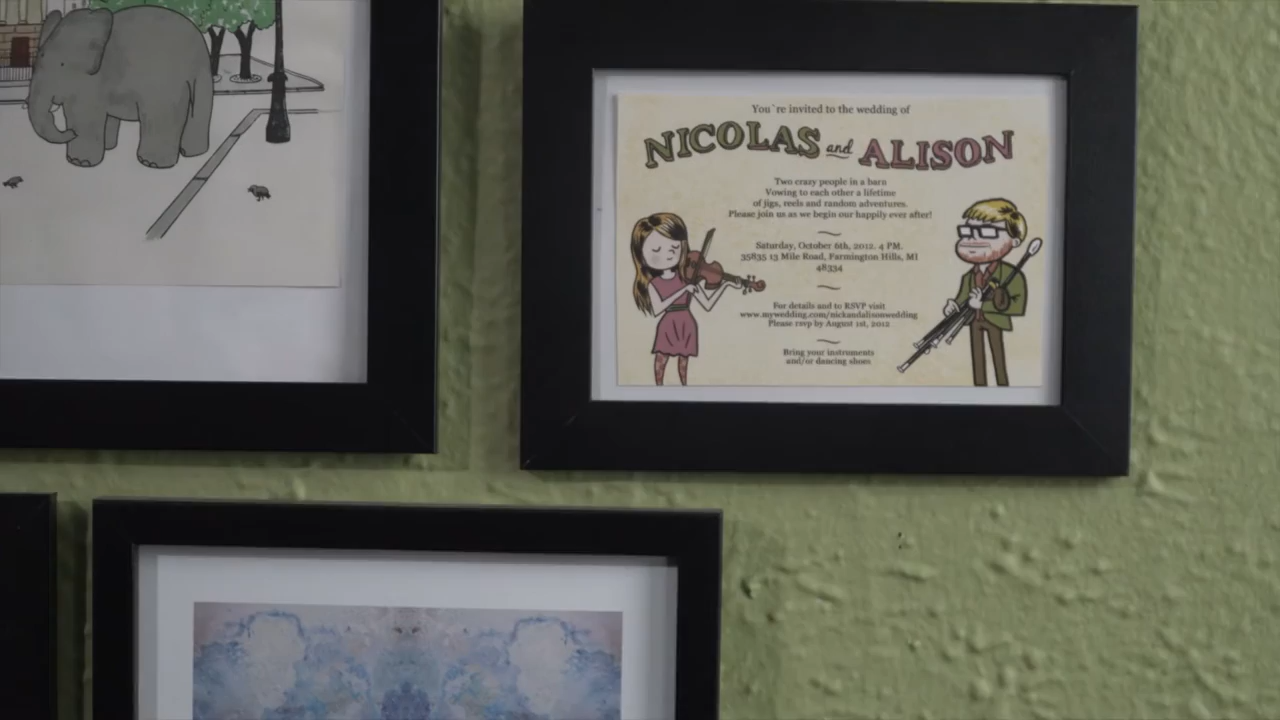 You're invited to the wedding of
NICOLAS and ALISON
Two crazy people in a barn
Vowing to each other a lifetime
of jigs, reels and random adventures.
Please join us as we begin our happily ever after!
Saturday, October 6th, 2012. 4 PM.
35835 13 Mile Road, Farmington Hills, MI
48334
For details and to RSVP visit
www.mywedding.com/nickandalisonwedding
Please rsvp by August 1st, 2012
Bring your instruments
and/or dancing shoes